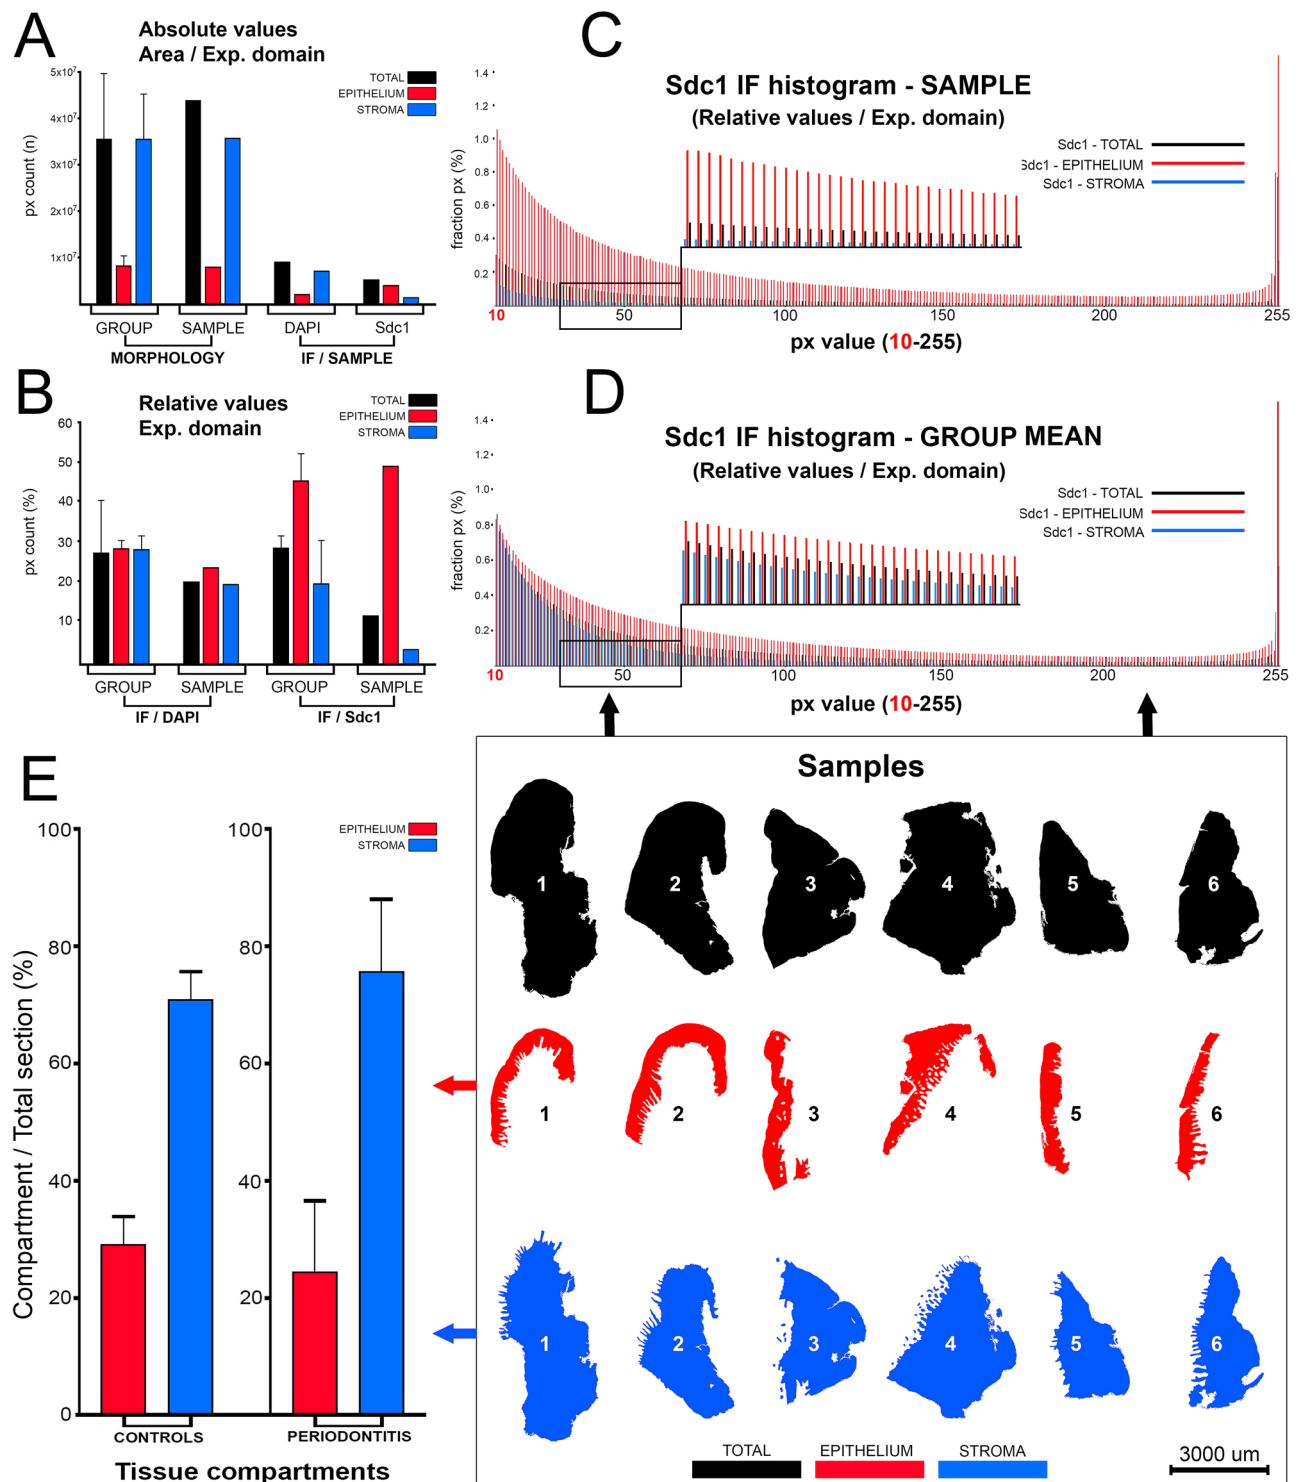 A
Absolute values
Area / Exp. domain
TOTAL
EPITHELIUM
STROMA
px count (n)
5x10⁷
4x10⁷
3x10⁷
2x10⁷
1x10⁷
GROUP
SAMPLE
DAPI
Sdc1
MORPHOLOGY
IF / SAMPLE
B
Relative values
Exp. domain
TOTAL
EPITHELIUM
STROMA
px count (%)
60
50
40
30
20
10
GROUP
SAMPLE
GROUP
SAMPLE
IF / DAPI
IF / Sdc1
C
Sdc1 IF histogram - SAMPLE
(Relative values / Exp. domain)
Sdc1 - TOTAL
Sdc1 - EPITHELIUM
Sdc1 - STROMA
fraction px (%)
1.4
1.2
1.0
0.8
0.6
0.4
0.2
10
50
100
150
200
255
px value (10-255)
D
Sdc1 IF histogram - GROUP MEAN
(Relative values / Exp. domain)
Sdc1 - TOTAL
Sdc1 - EPITHELIUM
Sdc1 - STROMA
fraction px (%)
1.4
1.2
1.0
0.8
0.6
0.4
0.2
10
50
100
150
200
255
px value (10-255)
E
EPITHELIUM
STROMA
Compartment / Total section (%)
100
80
60
40
20
0
100
80
60
40
20
CONTROLS
PERIODONTITIS
Tissue compartments
Samples
1 2 3 4 5 6
1 2 3 4 5 6
1 2 3 4 5 6
TOTAL
EPITHELIUM
STROMA
3000 um